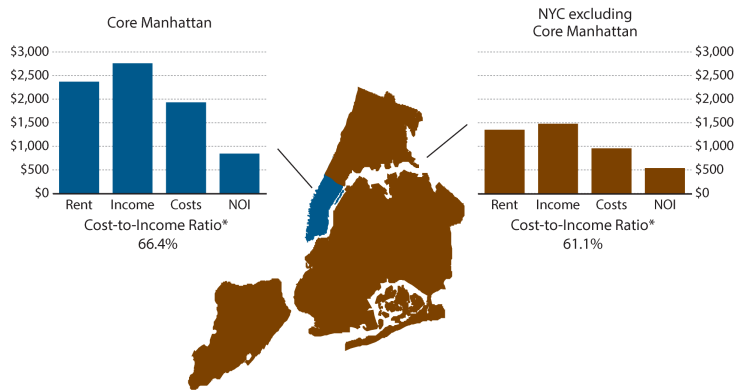 Core Manhattan
$3,000
$2,500
$2,000
$1,500
$1,000
$500
$0
Rent Income Costs NOI
Cost-to-Income Ratio*
66.4%
NYC excluding
Core Manhattan
$3,000
$2,500
$2,000
$1,500
$1,000
$500
$0
Rent Income Costs NOI
Cost-to-Income Ratio*
61.1%